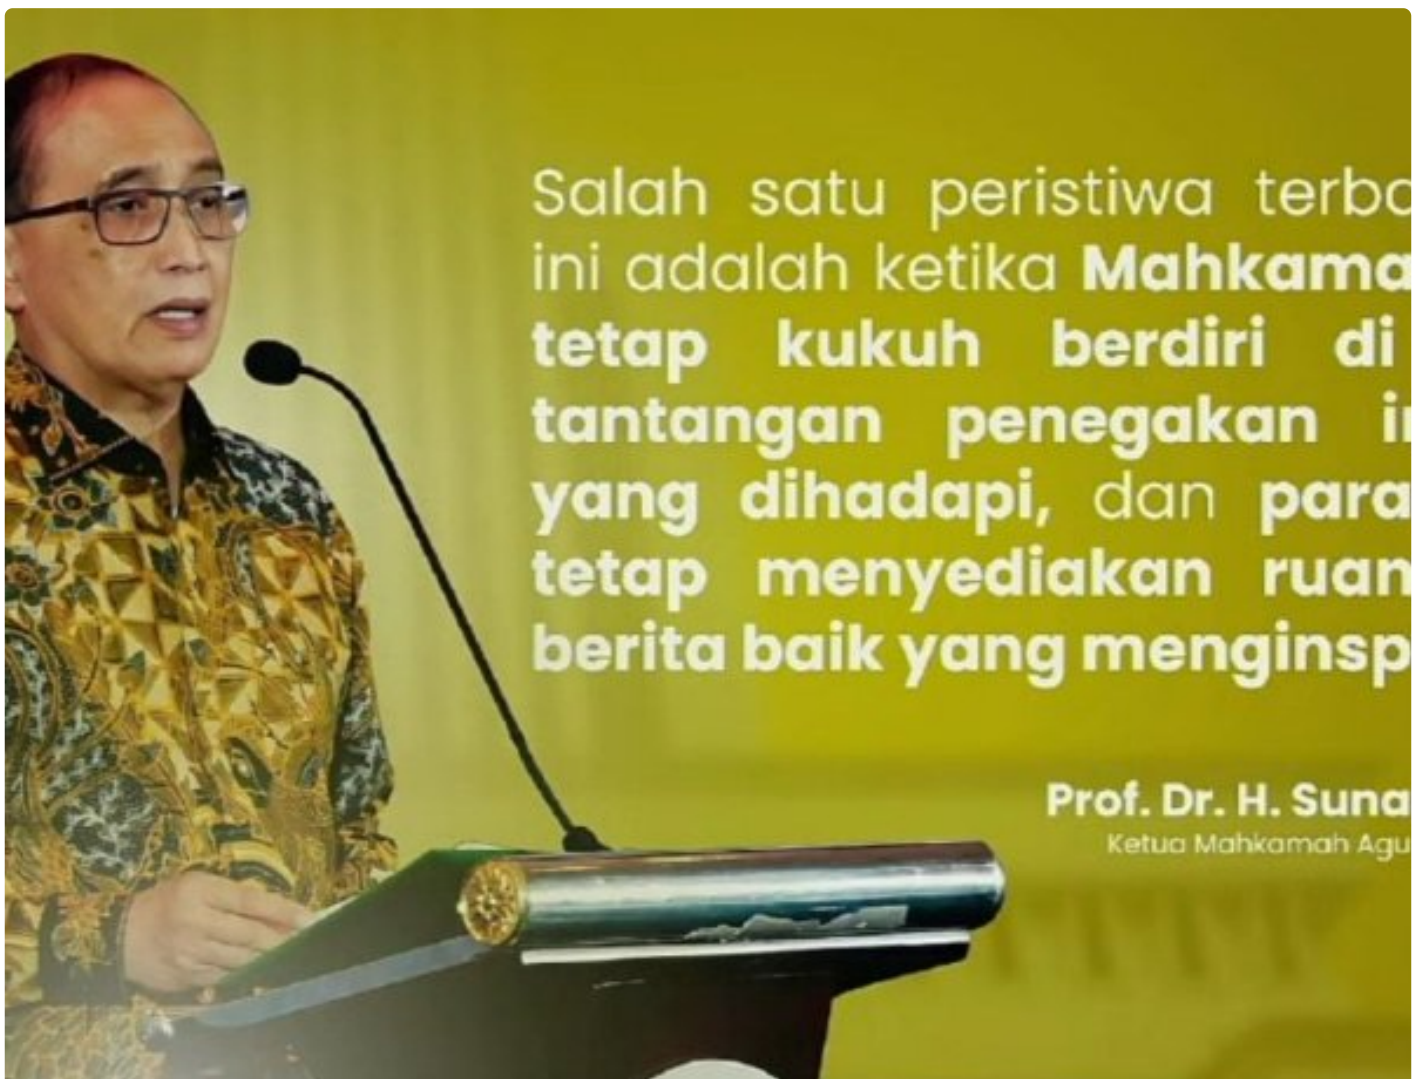 Salah satu peristiwa terba
ini adalah ketika Mahkama
tetap kukuh berdiri di
tantangan penegakan in
yang dihadapi, dan para
tetap menyediakan ruan
berita baik yang menginsp
Prof. Dr. H. Suna
Ketua Mahkamah Agu